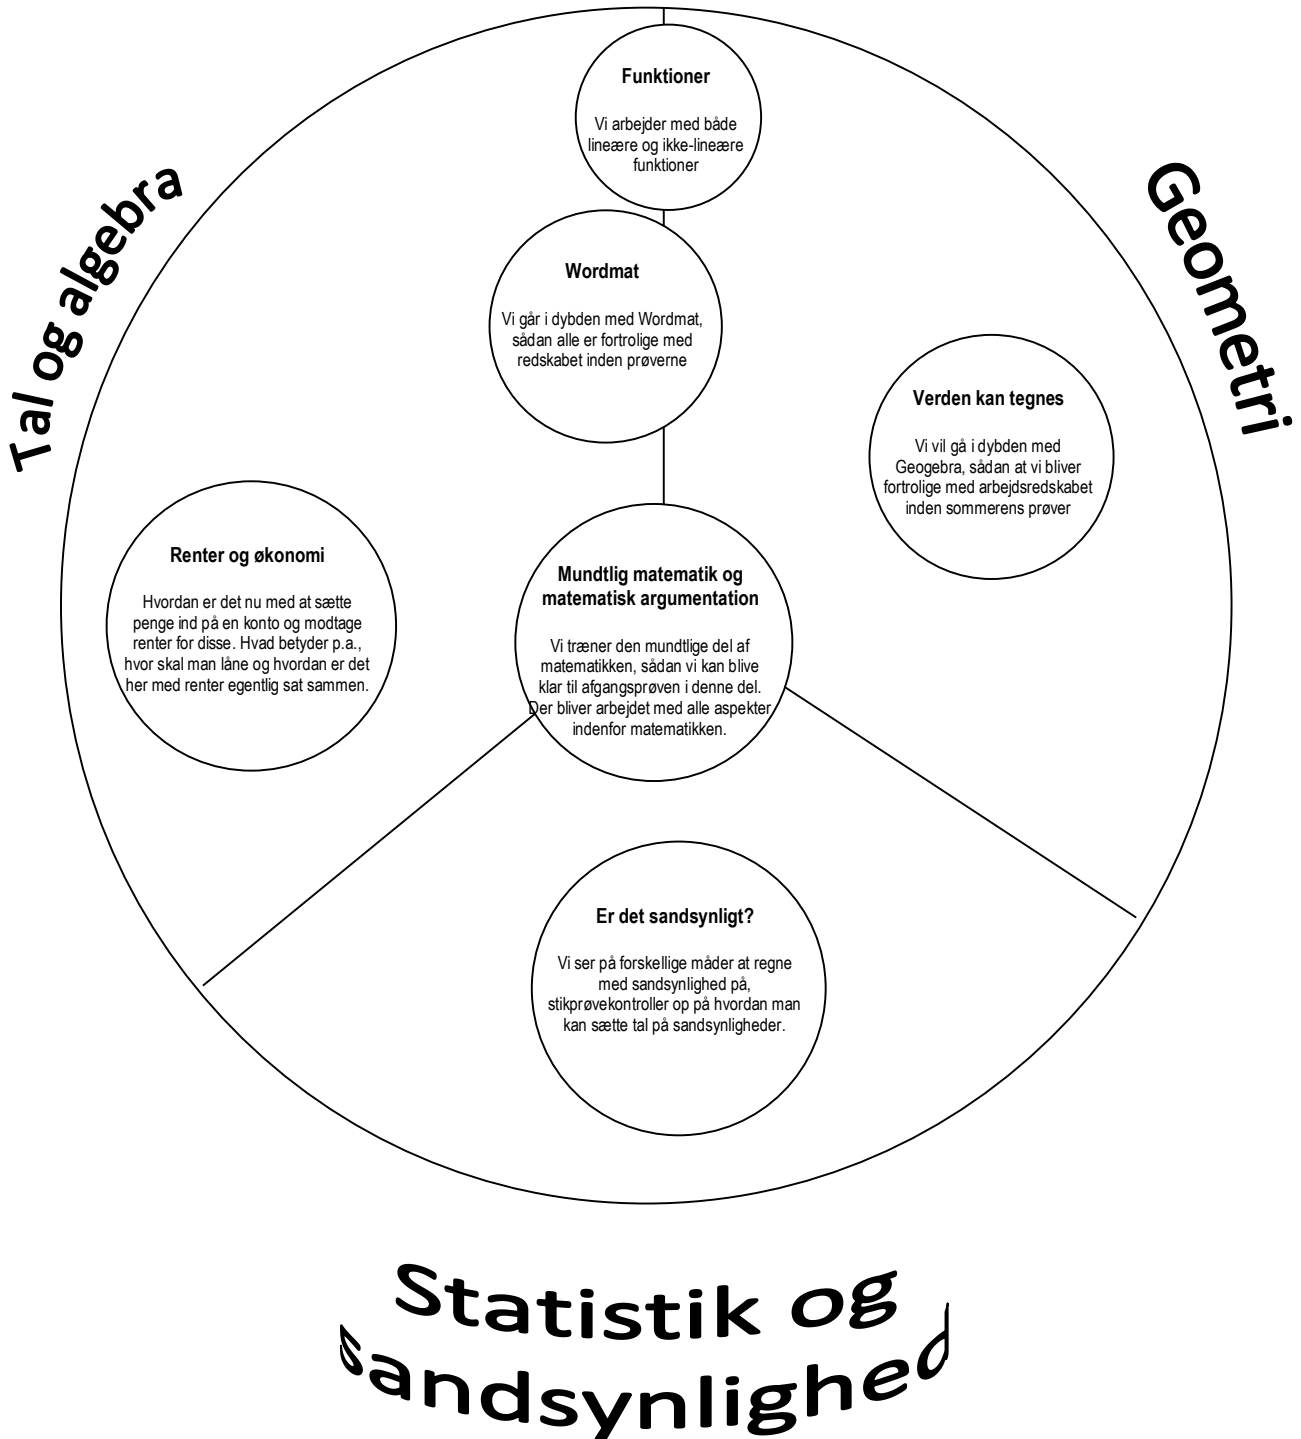 Funktioner
Vi arbejder med både
lineære og ikke-lineære
funktioner
Tal og algebra
Geometri
Wordmat
Vi går i dybden med Wordmat,
sådan alle er fortrolige med
redskabet inden prøverne
Verden kan tegnes
Vi vil gå i dybden med
Geogebra, sådan at vi bliver
fortrolige med arbejdsredskabet
inden sommerens prøver
Renter og økonomi
Hvordan er det nu med at sætte
penge ind på en konto og modtage
renter for disse. Hvad betyder p.a.,
hvor skal man låne og hvordan er det
her med renter egentlig sat sammen.
Mundtlig matematik og
matematisk argumentation
Vi træner den mundtlige del af
matematikken, sådan vi kan blive
klar til afgangsprøven i denne del.
Der bliver arbejdet med alle aspekter
indenfor matematikken.
Er det sandsynligt?
Vi ser på forskellige måder at regne
med sandsynlighed på,
stikprøvekontroller op på hvordan man
kan sætte tal på sandsynligheder.
Statistik og
sandsynlighed